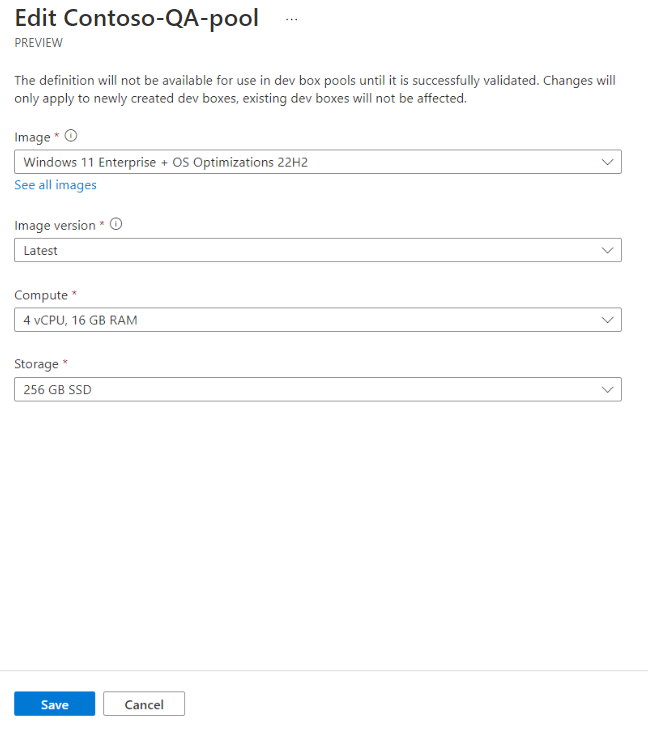 Edit Contoso-QA-pool ...
PREVIEW
The definition will not be available for use in dev box pools until it is successfully validated. Changes will
only apply to newly created dev boxes, existing dev boxes will not be affected.
Image *
Windows 11 Enterprise + OS Optimizations 22H2
See all images
Image version *
Latest
Compute *
4 vCPU, 16 GB RAM
Storage *
256 GB SSD
Save Cancel